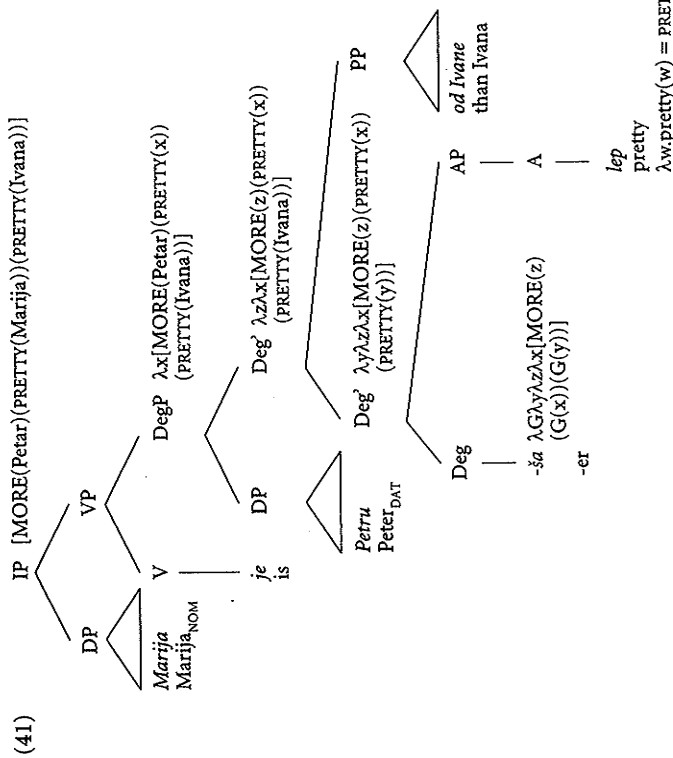 (41)
IP [MORE(Petar)(PRETTY(Marija))(PRETTY(Ivana))]
DP VP
Marija
Marija_NOM
V DegP λx[MORE(Petar)(PRETTY(x))
(PRETTY(Ivana))]
je
is
DP Deg' λzλx[MORE(z)(PRETTY(x))
(PRETTY(Ivana))]
Petru
Peter_DAT
Deg' λyλzλx[MORE(z)(PRETTY(x))
(PRETTY(y))]
PP
od Ivane
than Ivana
Deg AP
-ša λGλyλzλx[MORE(z)
(G(x))(G(y))]
-er
A
lep
pretty
λw.pretty(w) = PRET